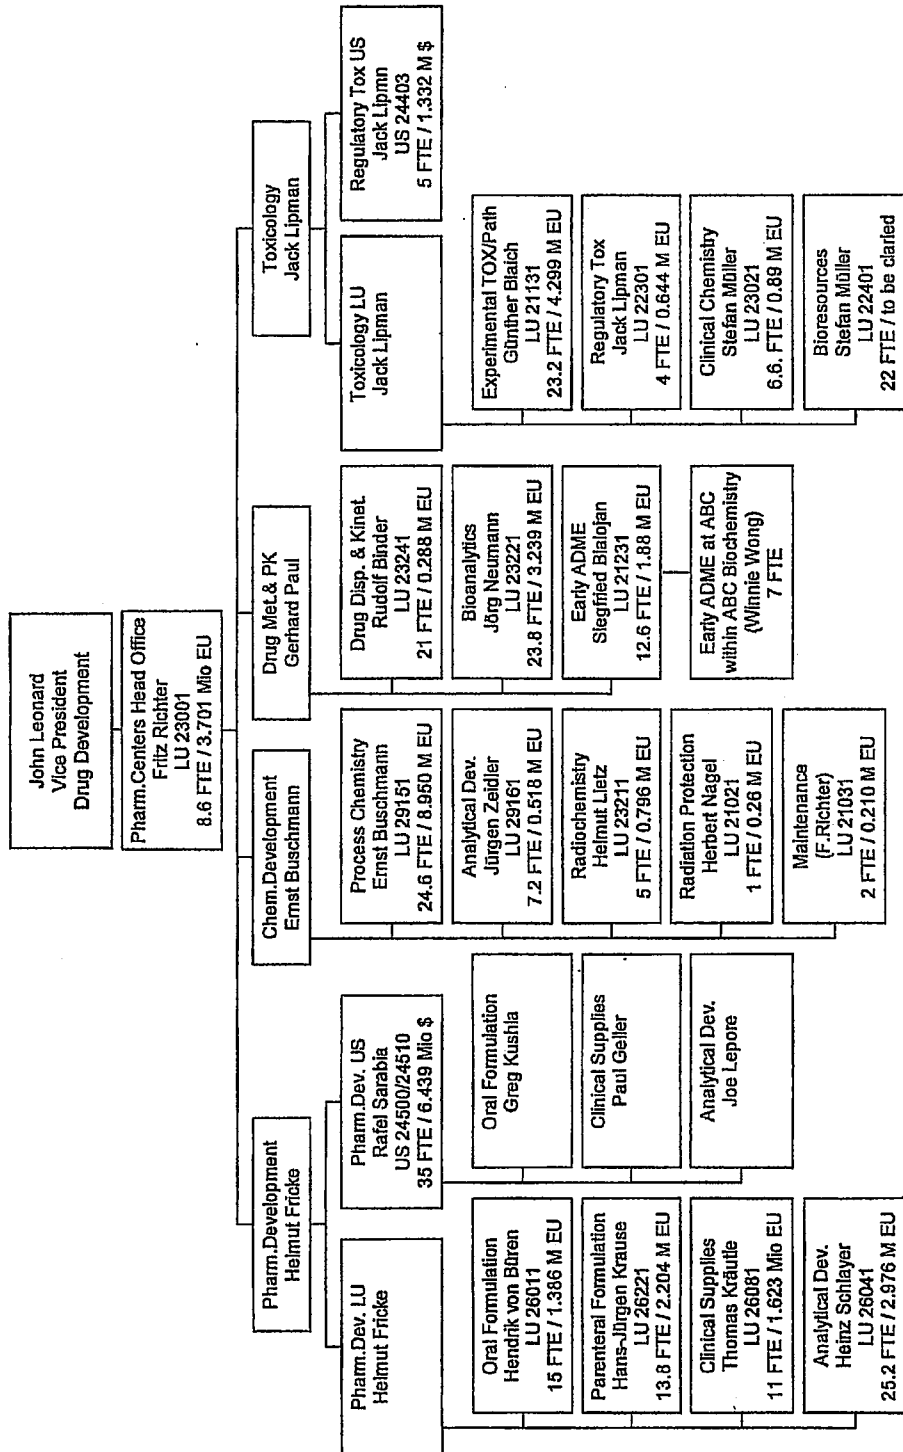 John Leonard
Vice President
Drug Development
Pharm.Centers Head Office
Fritz Richter
LU 23001
8.6 FTE / 3.701 Mio EU
Pharm.Development
Helmut Fricke
Pharm.Dev. LU
Helmut Fricke
Oral Formulation
Hendrik von Büren
LU 26011
15 FTE / 1.386 M EU
Parenteral Formulation
Hans-Jürgen Krause
LU 26221
13.8 FTE / 2.204 M EU
Clinical Supplies
Thomas Kräutle
LU 26081
11 FTE / 1.623 Mio EU
Analytical Dev.
Heinz Schlayer
LU 26041
25.2 FTE / 2.976 M EU
Pharm.Dev. US
Rafel Sarabia
US 24500/24510
35 FTE / 6.439 Mio $
Oral Formulation
Greg Kushla
Clinical Supplies
Paul Geller
Analytical Dev.
Joe Lepore
Chem.Development
Ernst Buschmann
Process Chemistry
Ernst Buschmann
LU 29151
24.6 FTE / 8.950 M EU
Analytical Dev.
Jürgen Zeidler
LU 29161
7.2 FTE / 0.518 M EU
Radiochemistry
Helmut Lietz
LU 23211
5 FTE / 0.796 M EU
Radiation Protection
Herbert Nagel
LU 21021
1 FTE / 0.26 M EU
Maintenance
(F.Richter)
LU 21031
2 FTE / 0.210 M EU
Drug Met.& PK
Gerhard Paul
Drug Disp. & Kinet.
Rudolf Binder
LU 23241
21 FTE / 0.288 M EU
Bioanalytics
Jörg Neumann
LU 23221
23.8 FTE / 3.239 M EU
Early ADME
Siegfried Bialojan
LU 21231
12.6 FTE / 1.88 M EU
Early ADME at ABC
within ABC Biochemistry
(Winnie Wong)
7 FTE
Toxicology
Jack Lipman
Toxicology LU
Jack Lipman
Experimental TOX/Path
Günther Blaich
LU 21131
23.2 FTE / 4.299 M EU
Regulatory Tox
Jack Lipman
LU 22301
4 FTE / 0.644 M EU
Clinical Chemistry
Stefan Müller
LU 23021
6.6. FTE / 0.89 M EU
Bioresources
Stefan Müller
LU 22401
22 FTE / to be claried
Regulatory Tox US
Jack Lipmn
US 24403
5 FTE / 1.332 M $